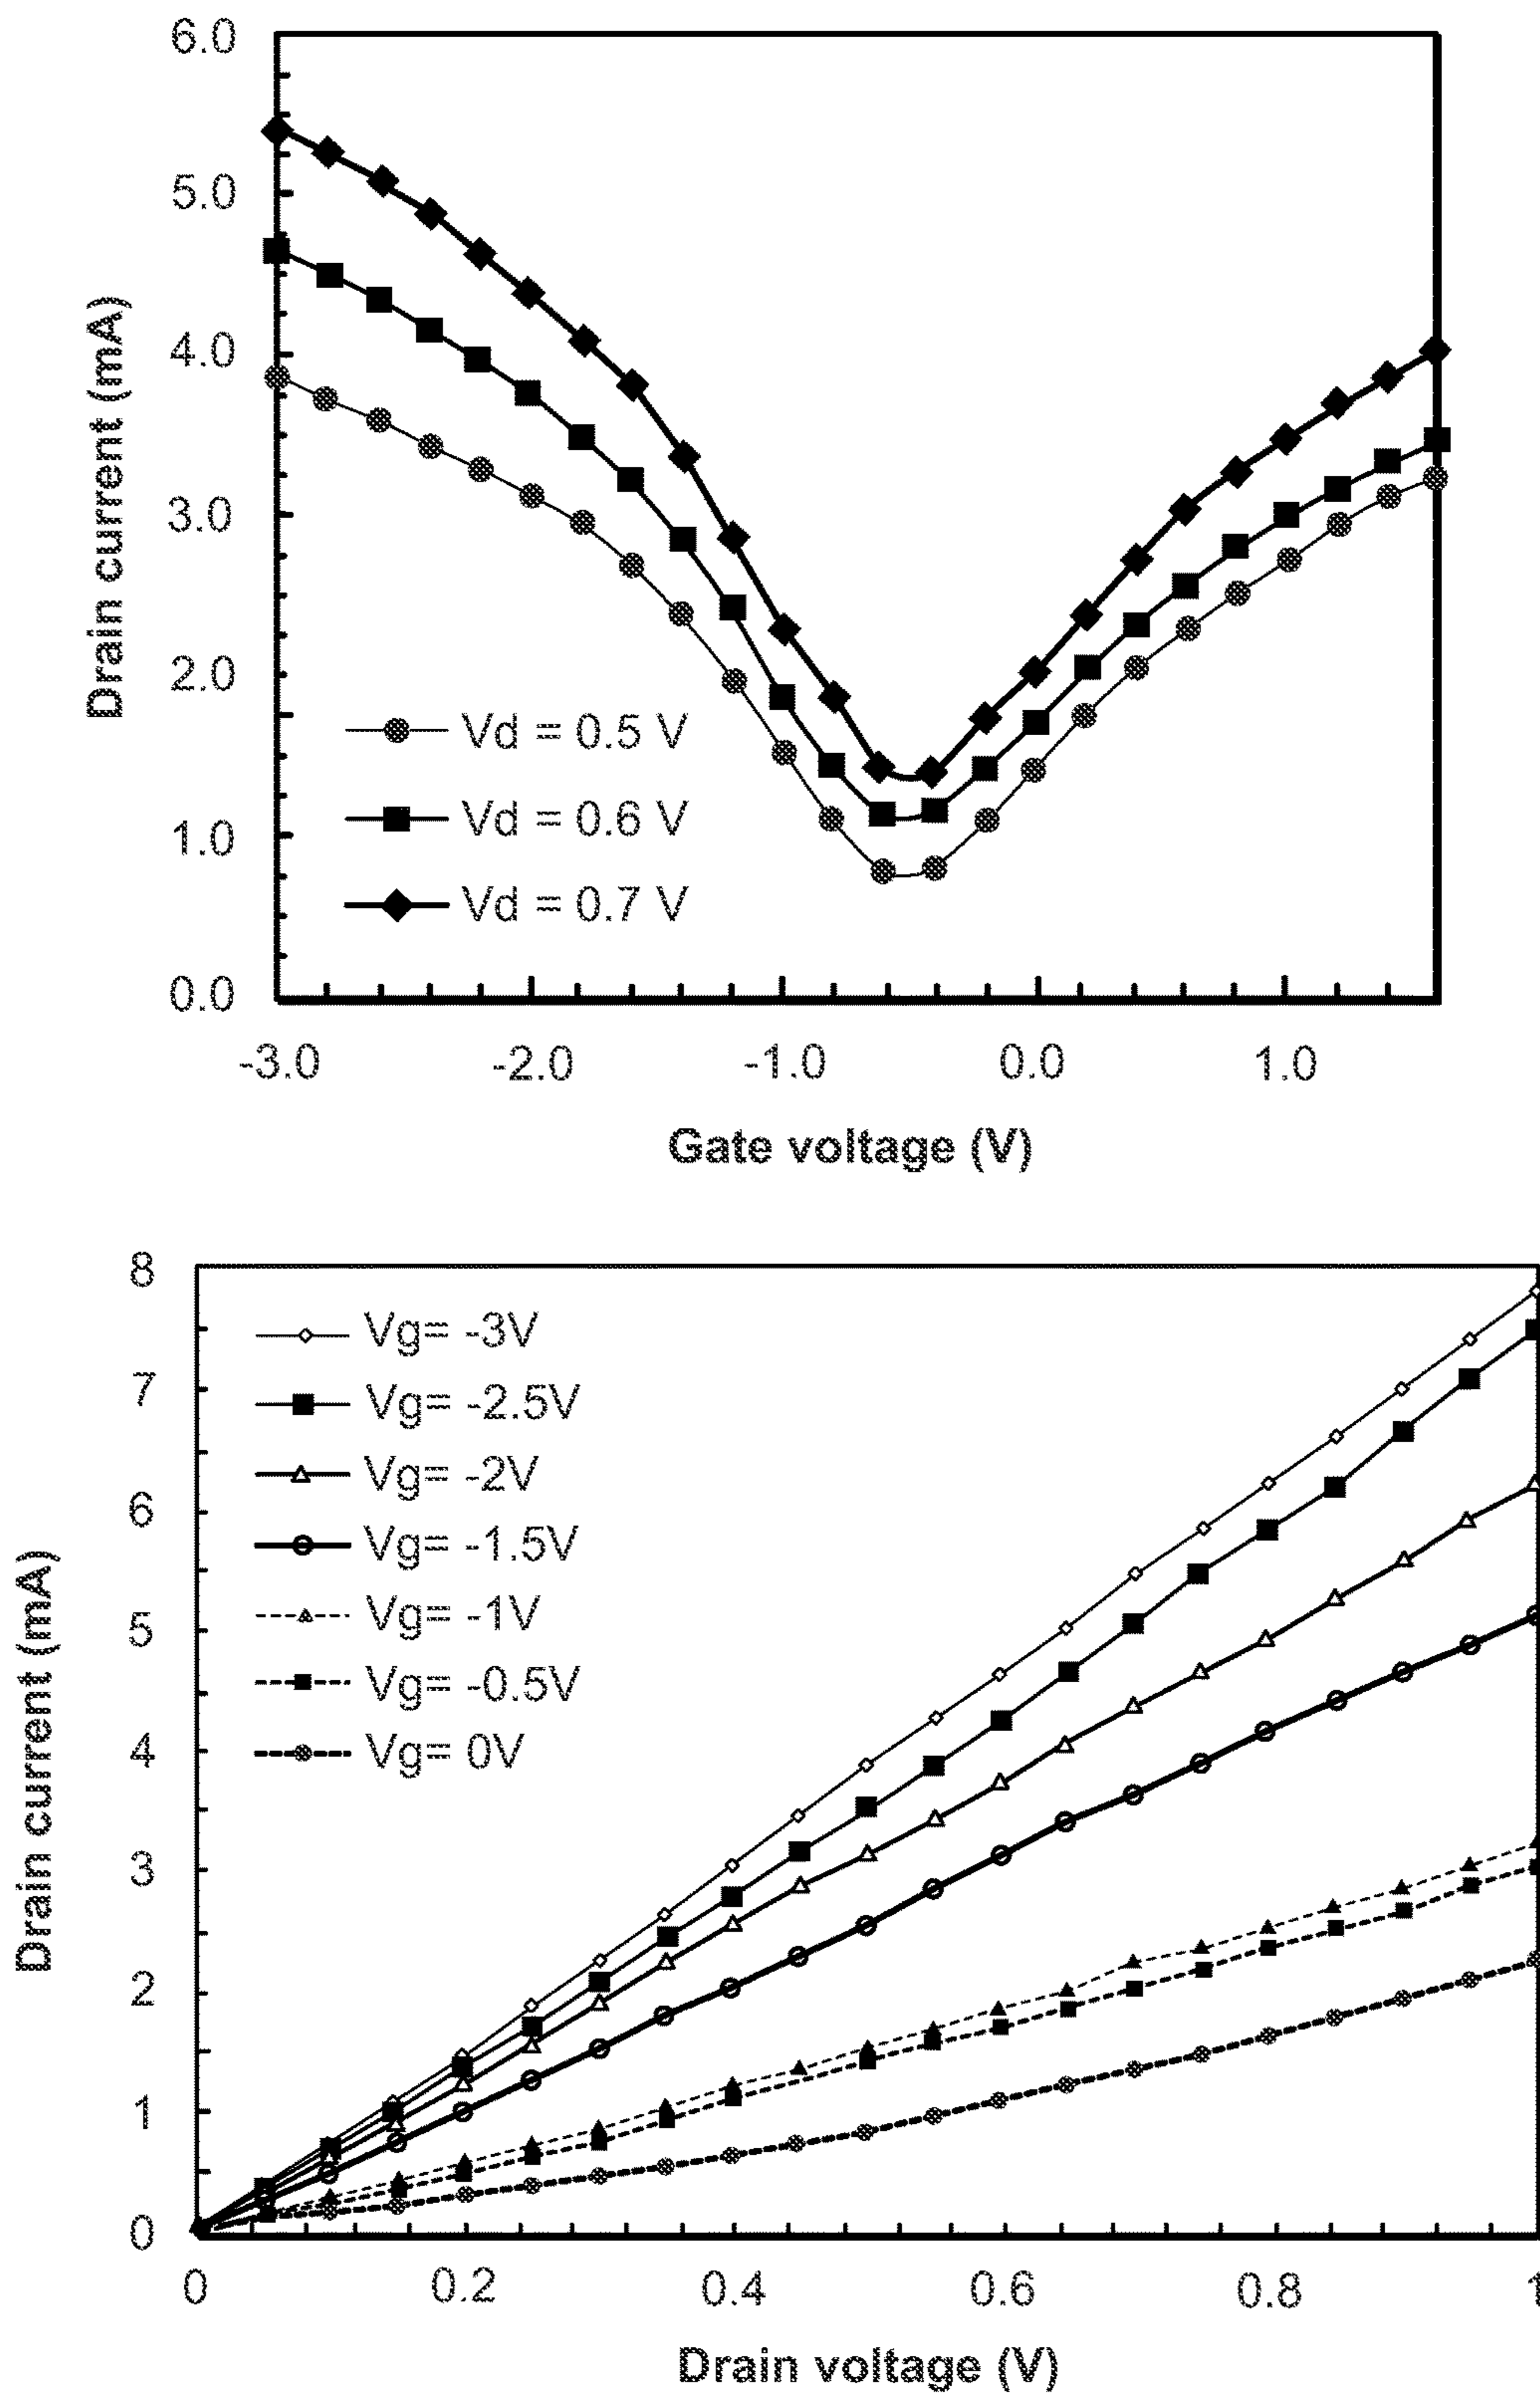 6.0
5.0
4.0
3.0
2.0
1.0
0.0
Drain current (mA)
Vd = 0.5 V
Vd = 0.6 V
Vd = 0.7 V
-3.0 -2.0 -1.0 0.0 1.0
Gate voltage (V)
8
7
6
5
4
3
2
1
0
Drain current (mA)
Vg= -3V
Vg= -2.5V
Vg= -2V
Vg= -1.5V
Vg= -1V
Vg= -0.5V
Vg= 0V
0 0.2 0.4 0.6 0.8
Drain voltage (V)